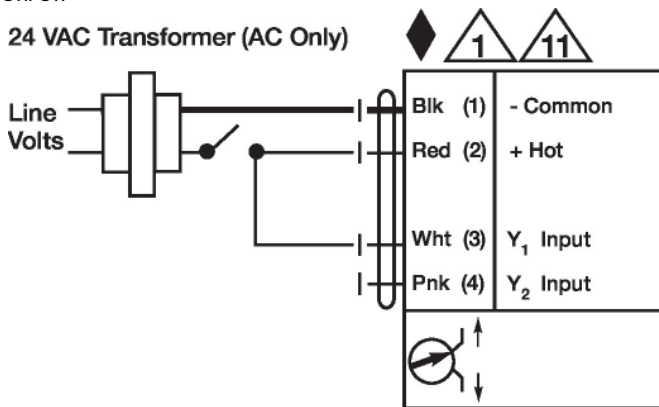 24 VAC Transformer (AC Only)
1
11
Line
Volts
Blk (1) - Common
Red (2) + Hot
Wht (3) Y1 Input
Pnk (4) Y2 Input